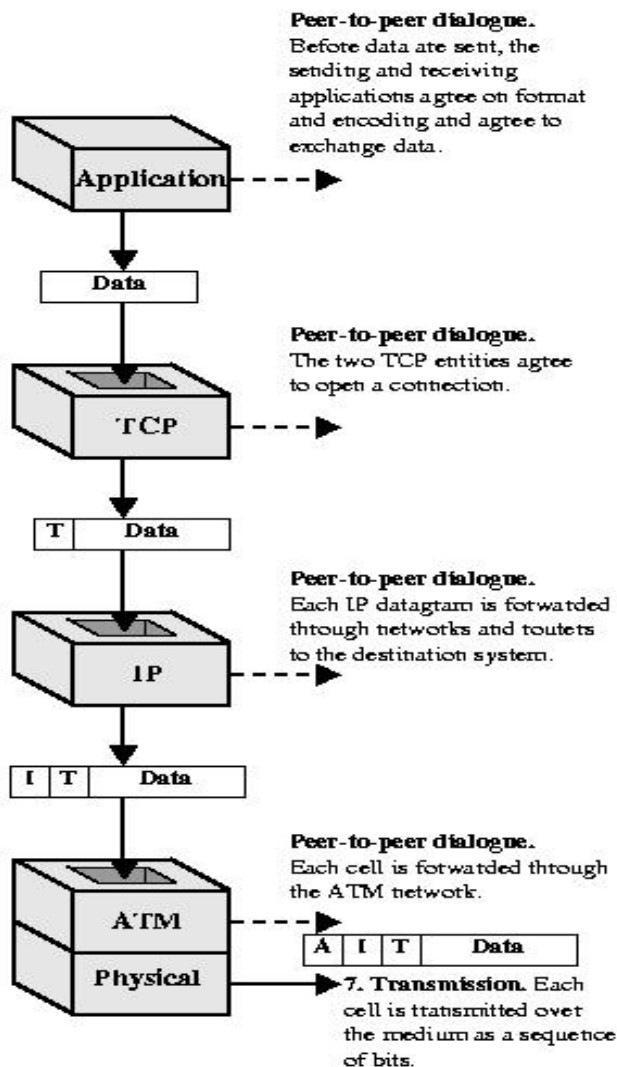 Peer-to-peer dialogue.
Before data are sent, the
sending and receiving
applications agree on format
and encoding and agree to
exchange data.
Application
Data
Peer-to-peer dialogue.
The two TCP entities agree
to open a connection.
TCP
T Data
Peer-to-peer dialogue.
Each IP datagram is forwarded
through networks and routers
to the destination system.
IP
I T Data
Peer-to-peer dialogue.
Each cell is forwarded through
the ATM network.
ATM
A I T Data
Physical
7. Transmission. Each
cell is transmitted over
the medium as a sequence
of bits.